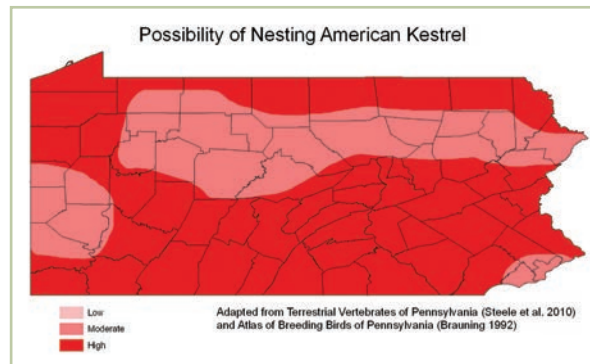 Possibility of Nesting American Kestrel
Low
Moderate
High
Adapted from Terrestrial Vertebrates of Pennsylvania (Steele et al. 2010)
and Atlas of Breeding Birds of Pennsylvania (Brauning 1992)